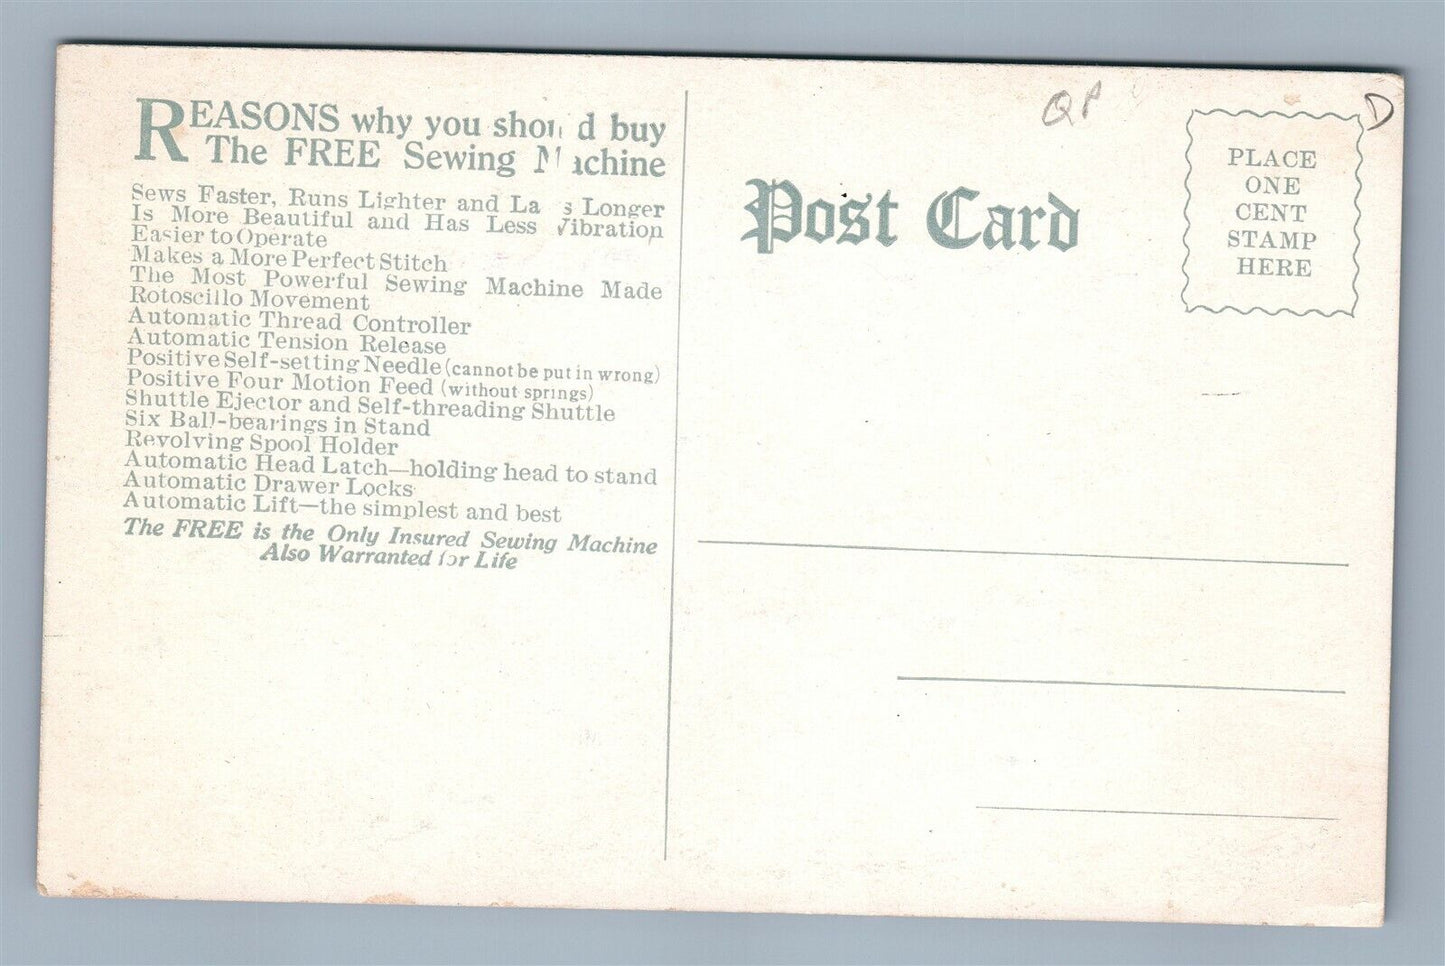 REASONS why you should buy
The FREE Sewing Machine
Sews Faster, Runs Lighter and La s Longer
Is More Beautiful and Has Less Vibration
Easier to Operate
Makes a More Perfect Stitch
The Most Powerful Sewing Machine Made
Rotoscillo Movement
Automatic Thread Controller
Automatic Tension Release
Positive Self-setting Needle (cannot be put in wrong)
Positive Four Motion Feed (without springs)
Shuttle Ejector and Self-threading Shuttle
Six Ball-bearings in Stand
Revolving Spool Holder
Automatic Head Latch—holding head to stand
Automatic Drawer Locks
Automatic Lift—the simplest and best
The FREE is the Only Insured Sewing Machine
Also Warranted for Life
Post Card
QP
D
PLACE
ONE
CENT
STAMP
HERE